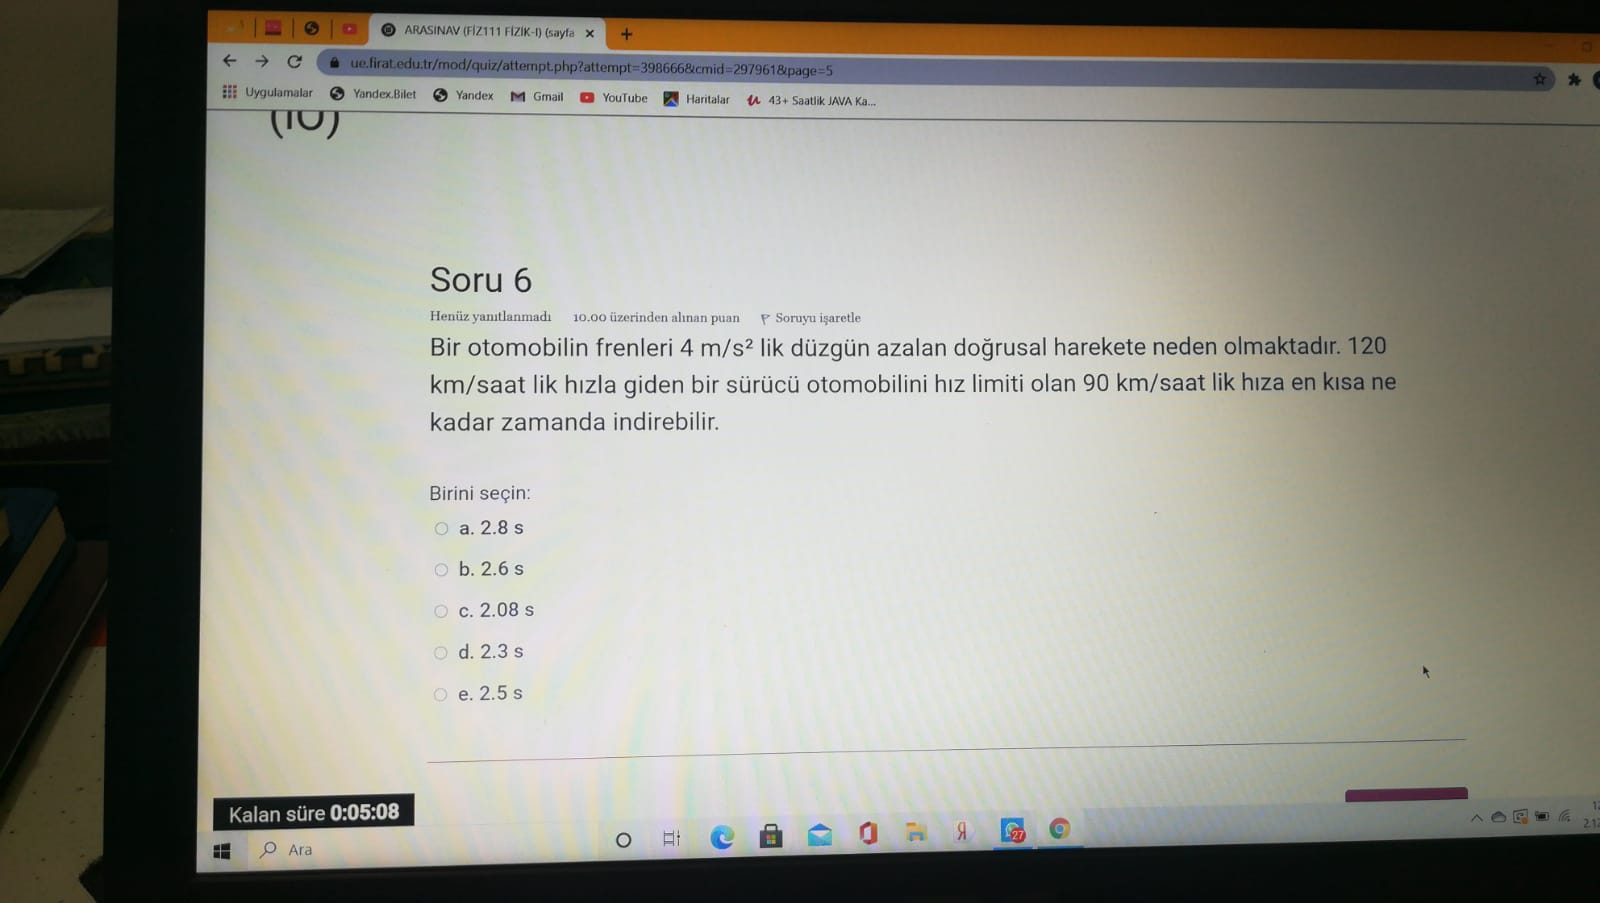 ARASINAV (FİZ111 FİZİK-I) (sayfa
ue.firat.edu.tr/mod/quiz/attempt.php?attempt=398666&cmid=297961&page=5
Uygulamalar Yandex.Bilet Yandex Gmail YouTube Haritalar 43+ Saatlik JAVA Ka...
Soru 6
Henüz yanıtlanmadı 10.00 üzerinden alınan puan Soruyu işaretle
Bir otomobilin frenleri 4 m/s² lik düzgün azalan doğrusal harekete neden olmaktadır. 120
km/saat lik hızla giden bir sürücü otomobilini hız limiti olan 90 km/saat lik hıza en kısa ne
kadar zamanda indirebilir.
Birini seçin:
a. 2.8 s
b. 2.6 s
c. 2.08 s
d. 2.3 s
e. 2.5 s
Kalan süre 0:05:08
Ara
Я
27